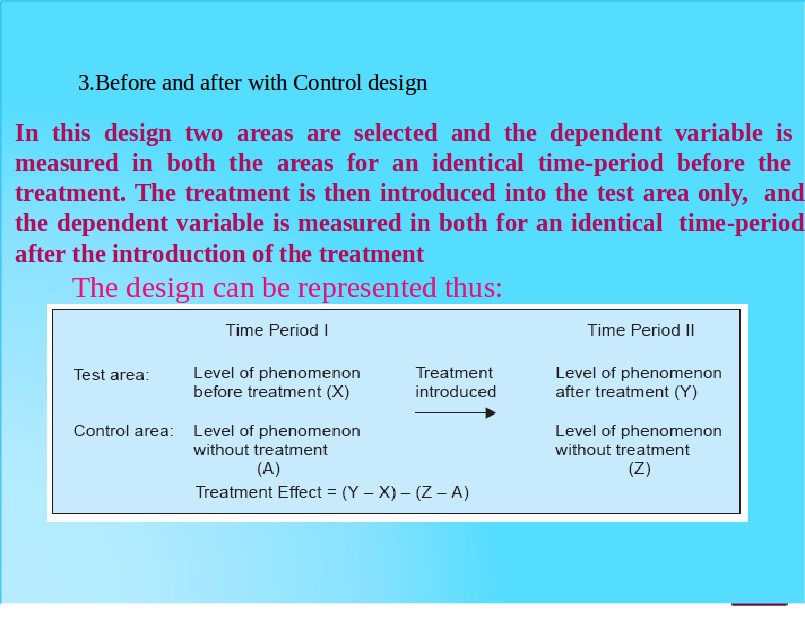 3.Before and after with Control design
In this design two areas are selected and the dependent variable is
measured in both the areas for an identical time-period before the
treatment. The treatment is then introduced into the test area only, and
the dependent variable is measured in both for an identical time-period
after the introduction of the treatment
The design can be represented thus:
Time Period I Time Period II
Test area: Level of phenomenon Treatment Level of phenomenon
before treatment (X) introduced after treatment (Y)
Control area: Level of phenomenon Level of phenomenon
without treatment without treatment
(A) (Z)
Treatment Effect = (Y – X) – (Z – A)